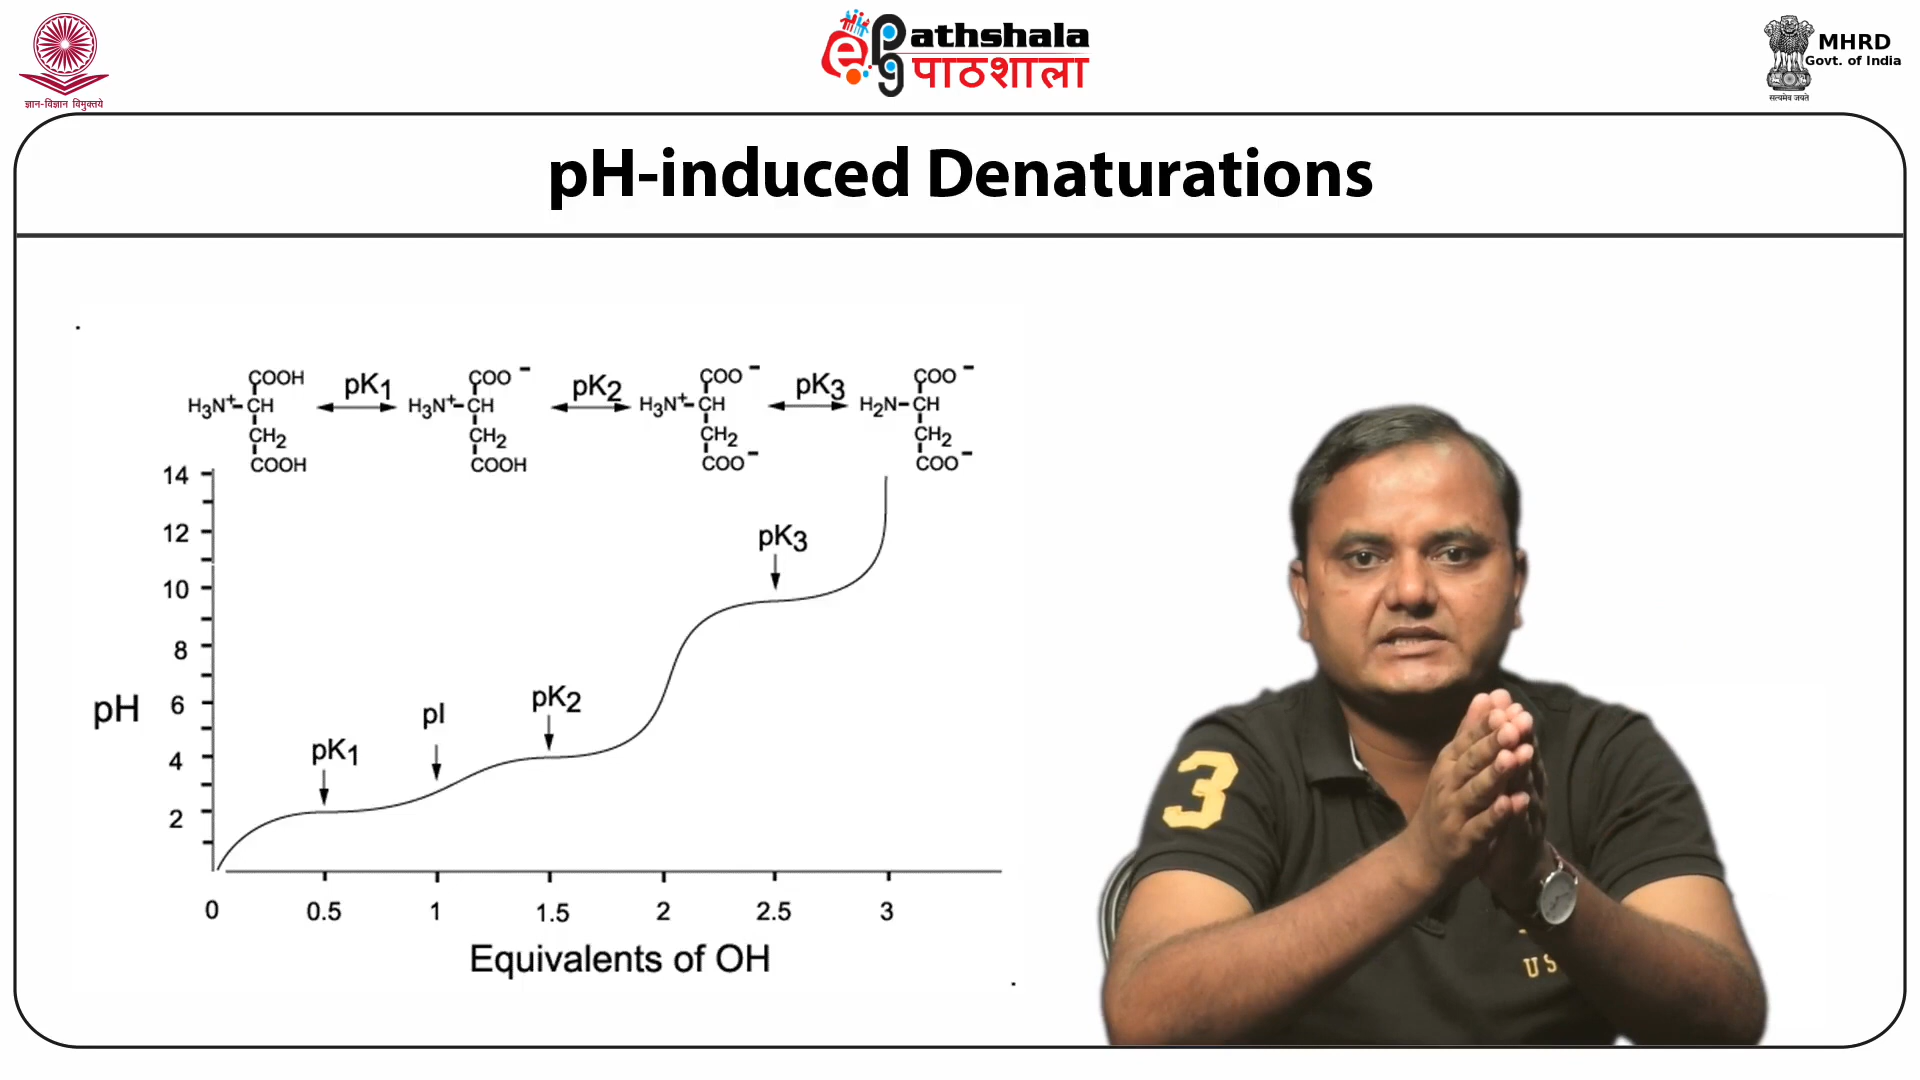 ज्ञान-विज्ञान विमुक्तये
ePathshala
पाठशाला
MHRD
Govt. of India
सत्यमेव जयते
pH-induced Denaturations
COOH
H₃N⁺–CH
CH₂
COOH
pK₁
COO⁻
H₃N⁺–CH
CH₂
COOH
pK₂
COO⁻
H₃N⁺–CH
CH₂
COO⁻
pK₃
COO⁻
H₂N–CH
CH₂
COO⁻
14
12
10
8
6
4
2
pH
pK₁
pI
pK₂
pK₃
0 0.5 1 1.5 2 2.5 3
Equivalents of OH
3
U S